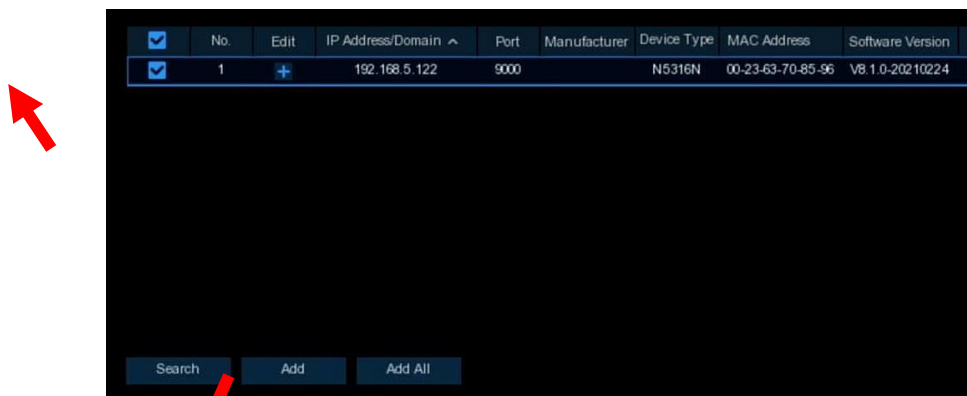 No. Edit IP Address/Domain Port Manufacturer Device Type MAC Address Software Version
1 192.168.5.122 9000 N5316N 00-23-63-70-85-96 V8.1.0-20210224
Search Add Add All